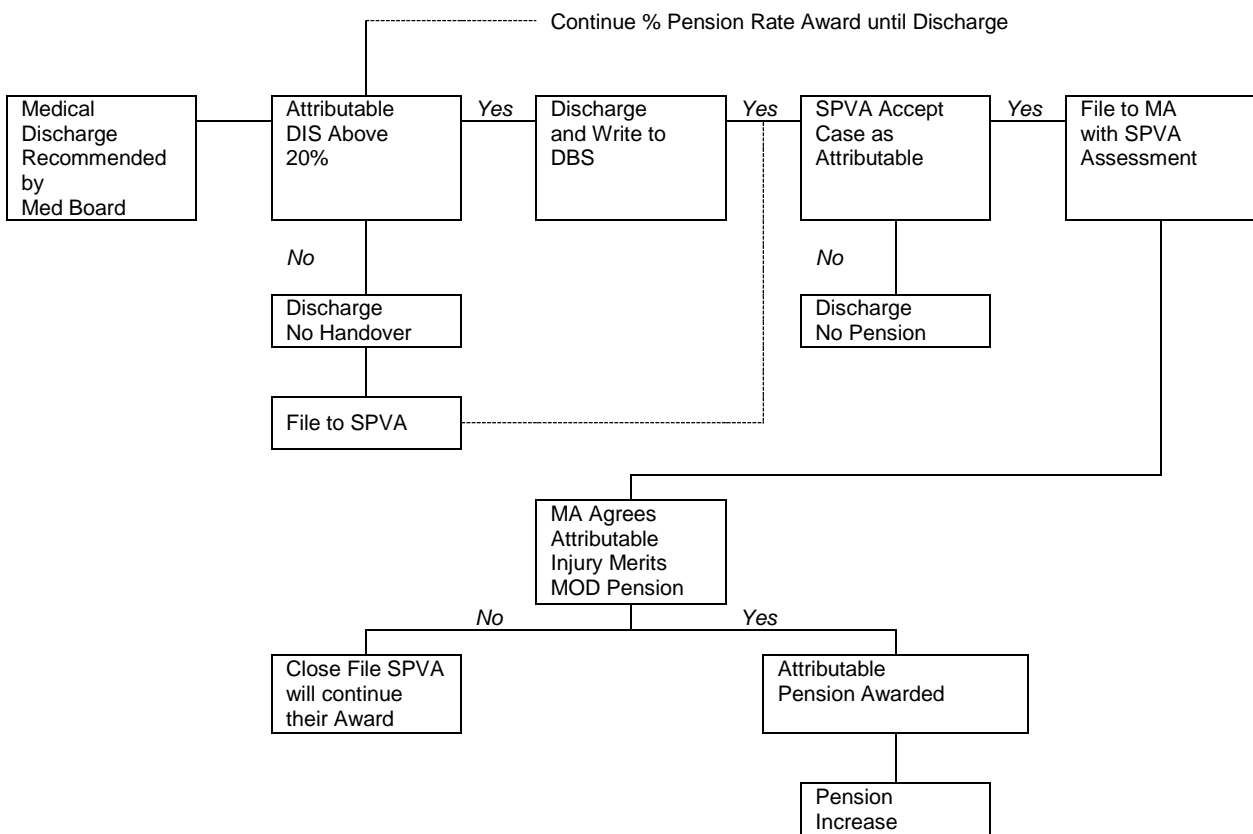 Continue % Pension Rate Award until Discharge
Medical
Discharge
Recommended
by
Med Board
Attributable
DIS Above
20%
Yes
Discharge
and Write to
DBS
Yes
SPVA Accept
Case as
Attributable
Yes
File to MA
with SPVA
Assessment
No
Discharge
No Handover
File to SPVA
No
Discharge
No Pension
MA Agrees
Attributable
Injury Merits
MOD Pension
No
Yes
Close File SPVA
will continue
their Award
Attributable
Pension Awarded
Pension
Increase